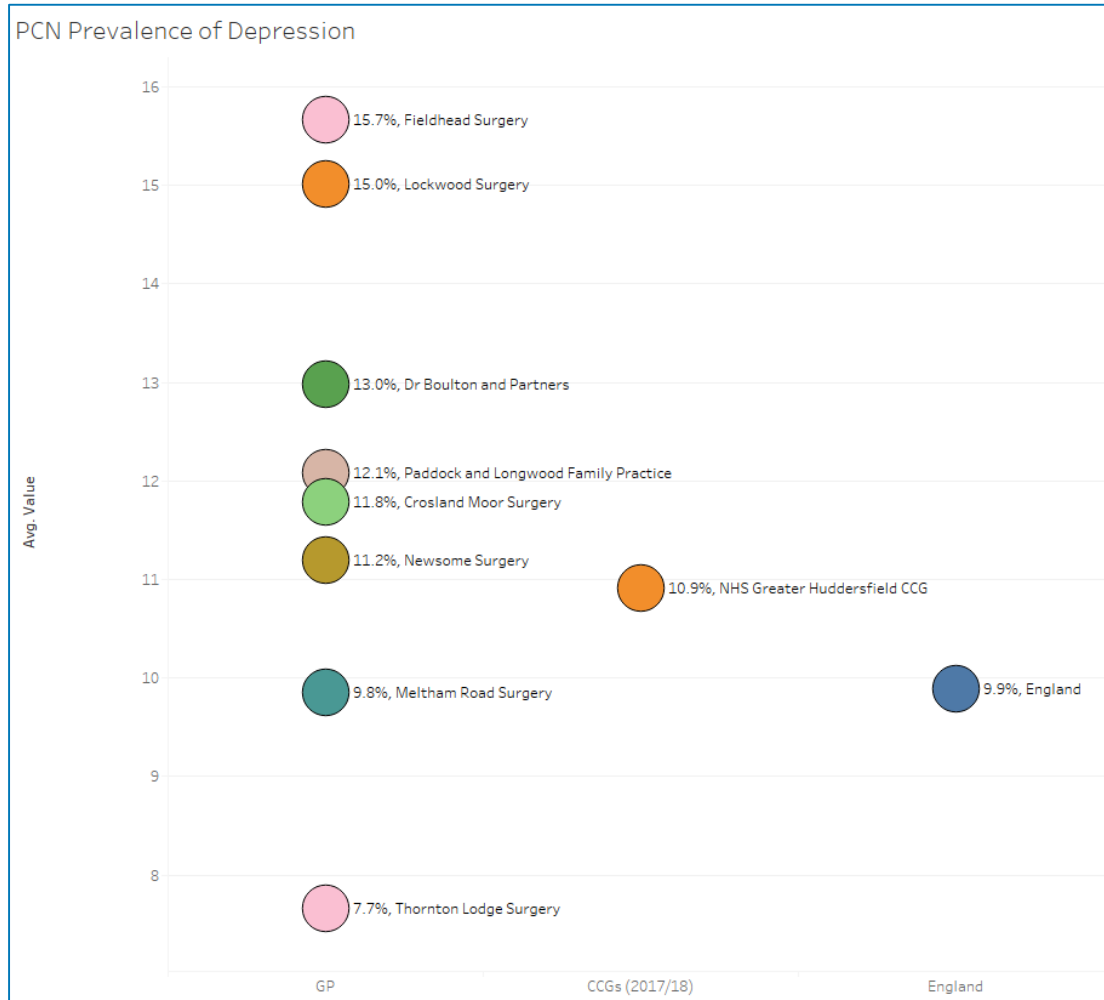 PCN Prevalence of Depression
Avg. Value
16
15
14
13
12
11
10
9
8
15.7%, Fieldhead Surgery
15.0%, Lockwood Surgery
13.0%, Dr Boulton and Partners
12.1%, Paddock and Longwood Family Practice
11.8%, Crosland Moor Surgery
11.2%, Newsome Surgery
10.9%, NHS Greater Huddersfield CCG
9.8%, Meltham Road Surgery
9.9%, England
7.7%, Thornton Lodge Surgery
GP
CCGs (2017/18)
England